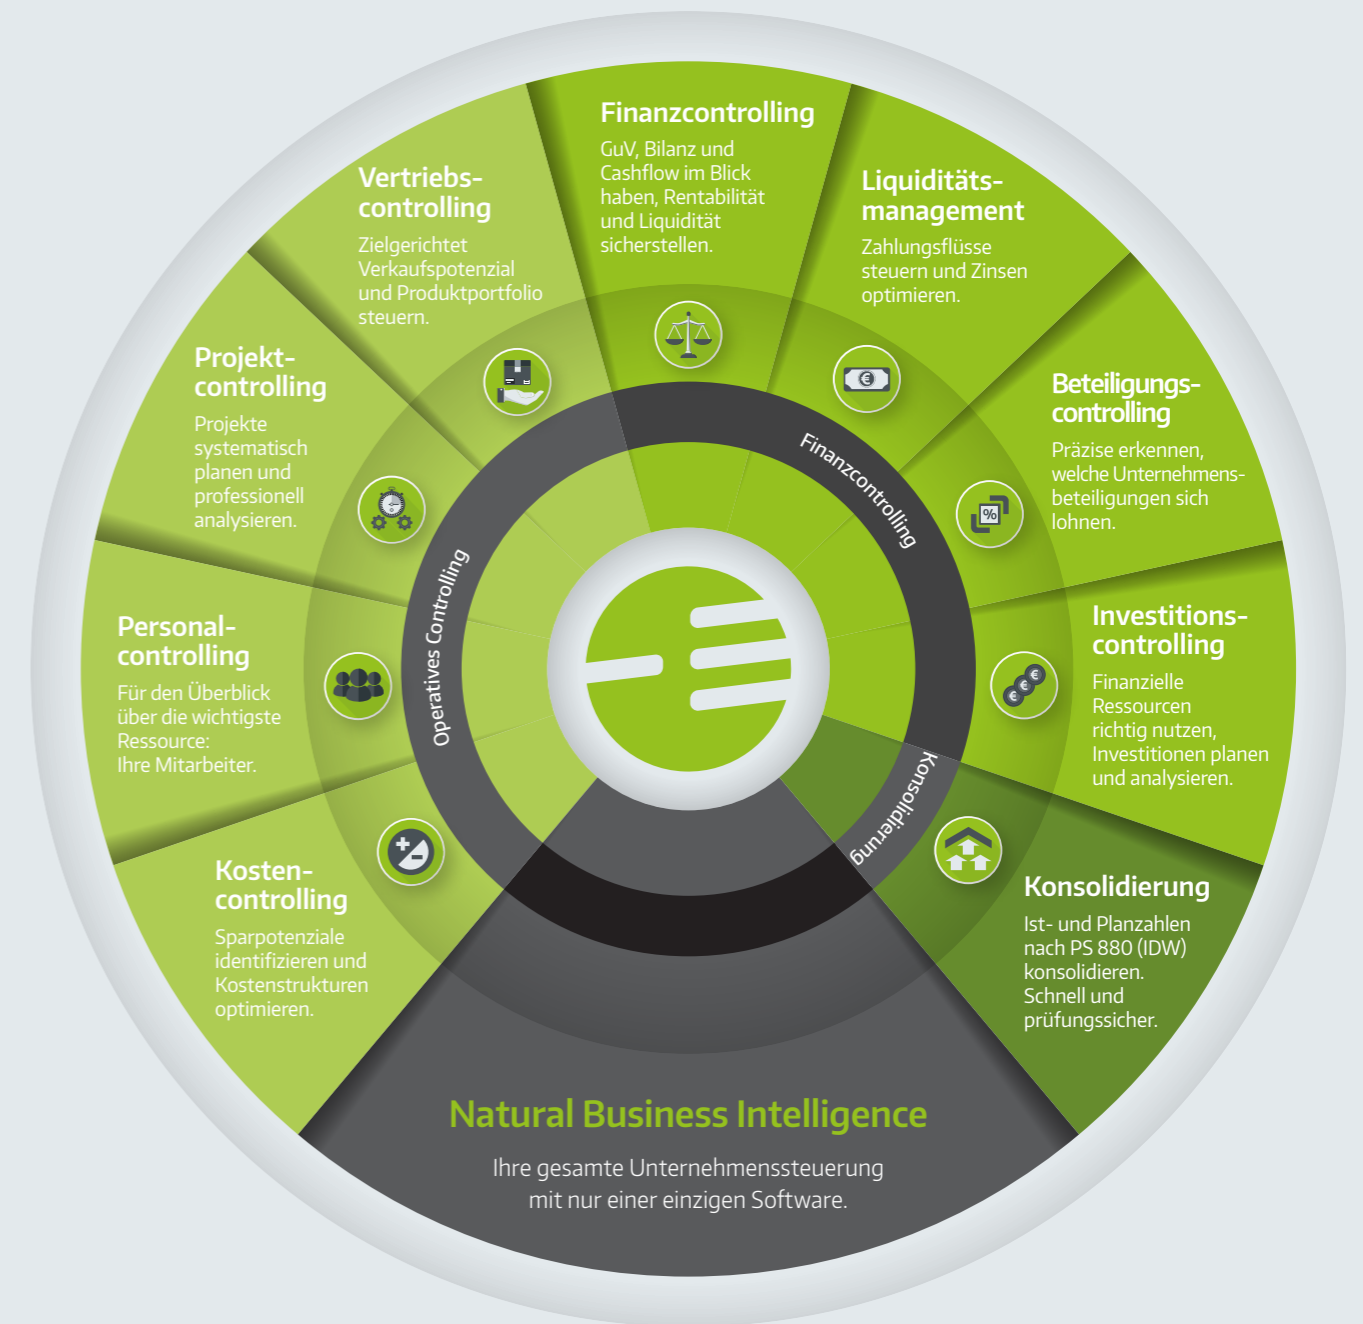 Finanzcontrolling
GuV, Bilanz und
Cashflow im Blick
haben, Rentabilität
und Liquidität
sicherstellen.
Liquiditäts-
management
Zahlungsflüsse
steuern und Zinsen
optimieren.
Beteiligungs-
controlling
Präzise erkennen,
welche Unternehmens-
beteiligungen sich
lohnen.
Investitions-
controlling
Finanzielle
Ressourcen
richtig nutzen,
Investitionen planen
und analysieren.
Konsolidierung
Ist- und Planzahlen
nach PS 880 (IDW)
konsolidieren.
Schnell und
prüfungssicher.
Natural Business Intelligence
Ihre gesamte Unternehmenssteuerung
mit nur einer einzigen Software.
Kosten-
controlling
Sparpotenziale
identifizieren und
Kostenstrukturen
optimieren.
Personal-
controlling
Für den Überblick
über die wichtigste
Ressource:
Ihre Mitarbeiter.
Projekt-
controlling
Projekte
systematisch
planen und
professionell
analysieren.
Vertriebs-
controlling
Zielgerichtet
Verkaufspotenzial
und Produktportfolio
steuern.
Operatives Controlling
Finanzcontrolling
Konsolidierung
€
%
€
€
€